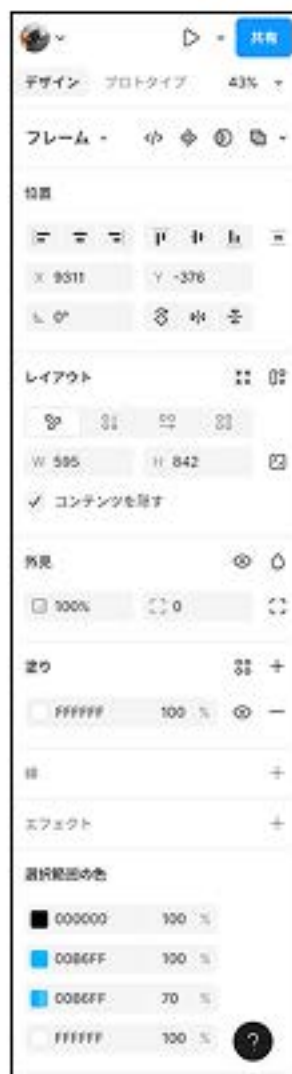 共有
デザイン プロトタイプ 43%
フレーム
位置
X 9311 Y -376
0°
レイアウト
W 595 H 842
コンテンツを隠す
外見
100% 0
塗り
FFFFFF 100 %
線
エフェクト
選択範囲の色
000000 100 %
00B6FF 100 %
00B6FF 70 %
FFFFFF 100 %
?